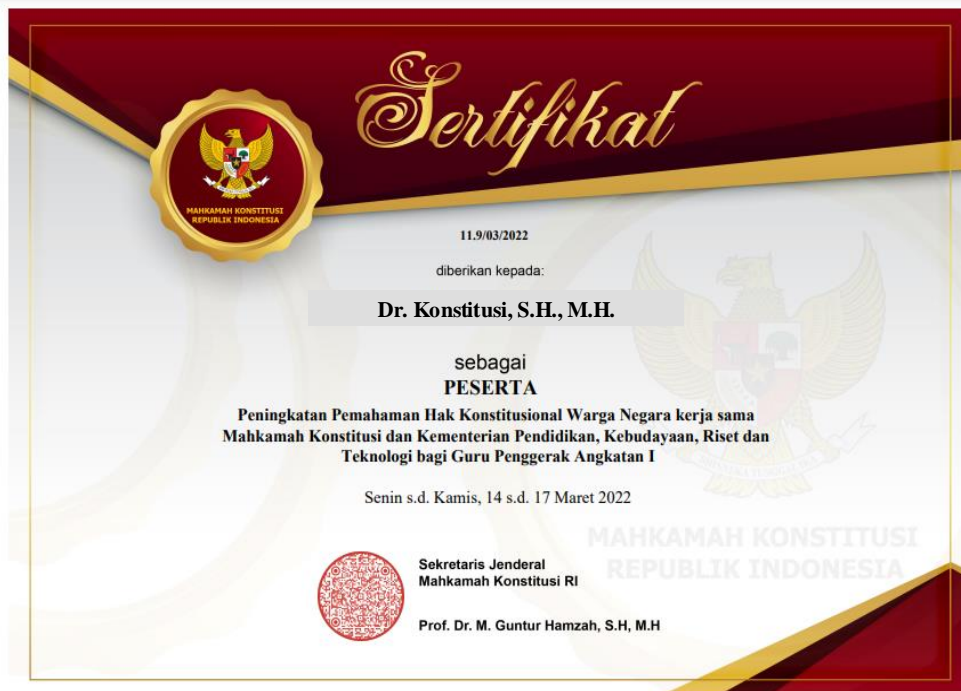 Sertifikat
MAHKAMAH KONSTITUSI
REPUBLIK INDONESIA
11.9/03/2022
diberikan kepada:
Dr. Konstitusi, S.H., M.H.
sebagai
PESERTA
Peningkatan Pemahaman Hak Konstitusional Warga Negara kerja sama
Mahkamah Konstitusi dan Kementerian Pendidikan, Kebudayaan, Riset dan
Teknologi bagi Guru Penggerak Angkatan I
Senin s.d. Kamis, 14 s.d. 17 Maret 2022
MAHKAMAH KONSTITUSI
REPUBLIK INDONESIA
Sekretaris Jenderal
Mahkamah Konstitusi RI
Prof. Dr. M. Guntur Hamzah, S.H, M.H